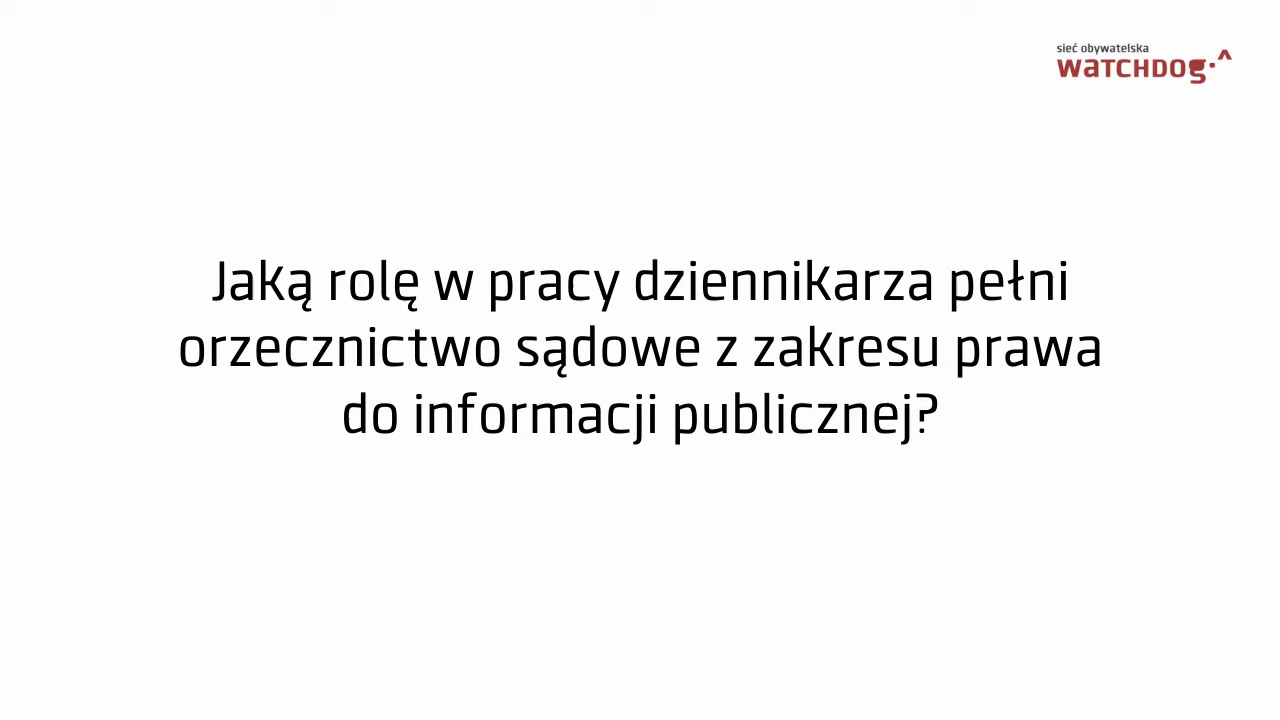 sieć obywatelska
WATCHDOG
Jaką rolę w pracy dziennikarza pełni
orzecznictwo sądowe z zakresu prawa
do informacji publicznej?